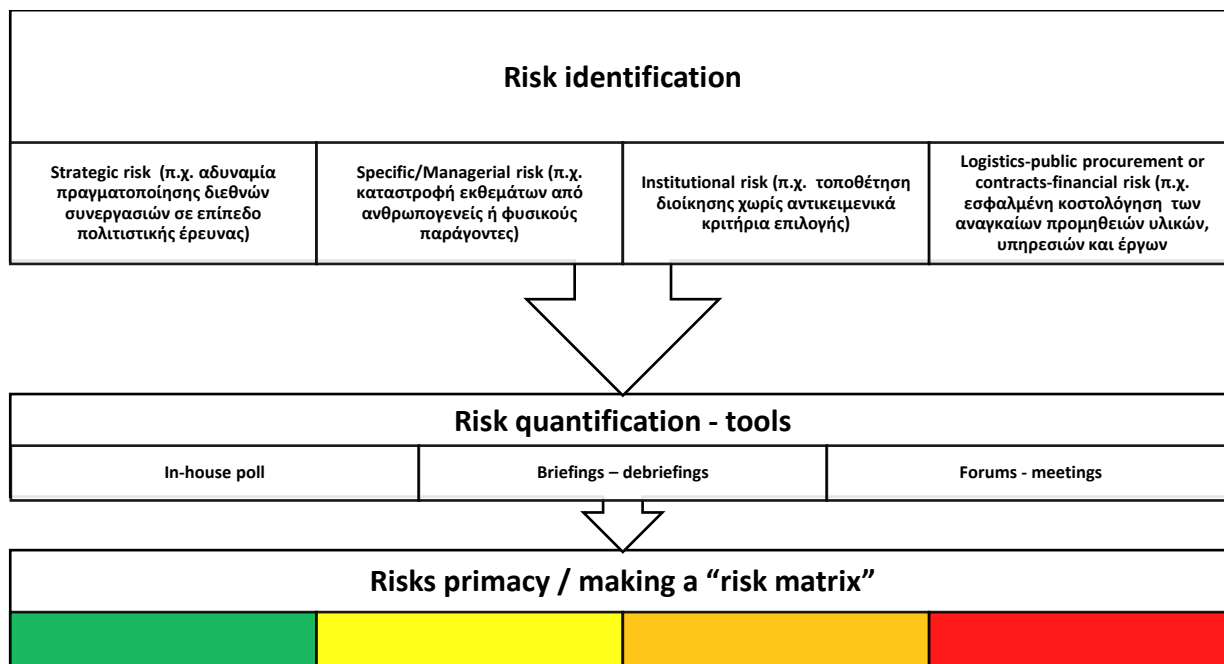 Risk identification
Strategic risk (π.χ. αδυναμία
πραγματοποίησης διεθνών
συνεργασιών σε επίπεδο
πολιτιστικής έρευνας)
Specific/Managerial risk (π.χ.
καταστροφή εκθεμάτων από
ανθρωπογενείς ή φυσικούς
παράγοντες)
Institutional risk (π.χ. τοποθέτηση
διοίκησης χωρίς αντικειμενικά
κριτήρια επιλογής)
Logistics-public procurement or
contracts-financial risk (π.χ.
εσφαλμένη κοστολόγηση των
αναγκαίων προμηθειών υλικών,
υπηρεσιών και έργων
Risk quantification - tools
In-house poll
Briefings – debriefings
Forums - meetings
Risks primacy / making a “risk matrix”